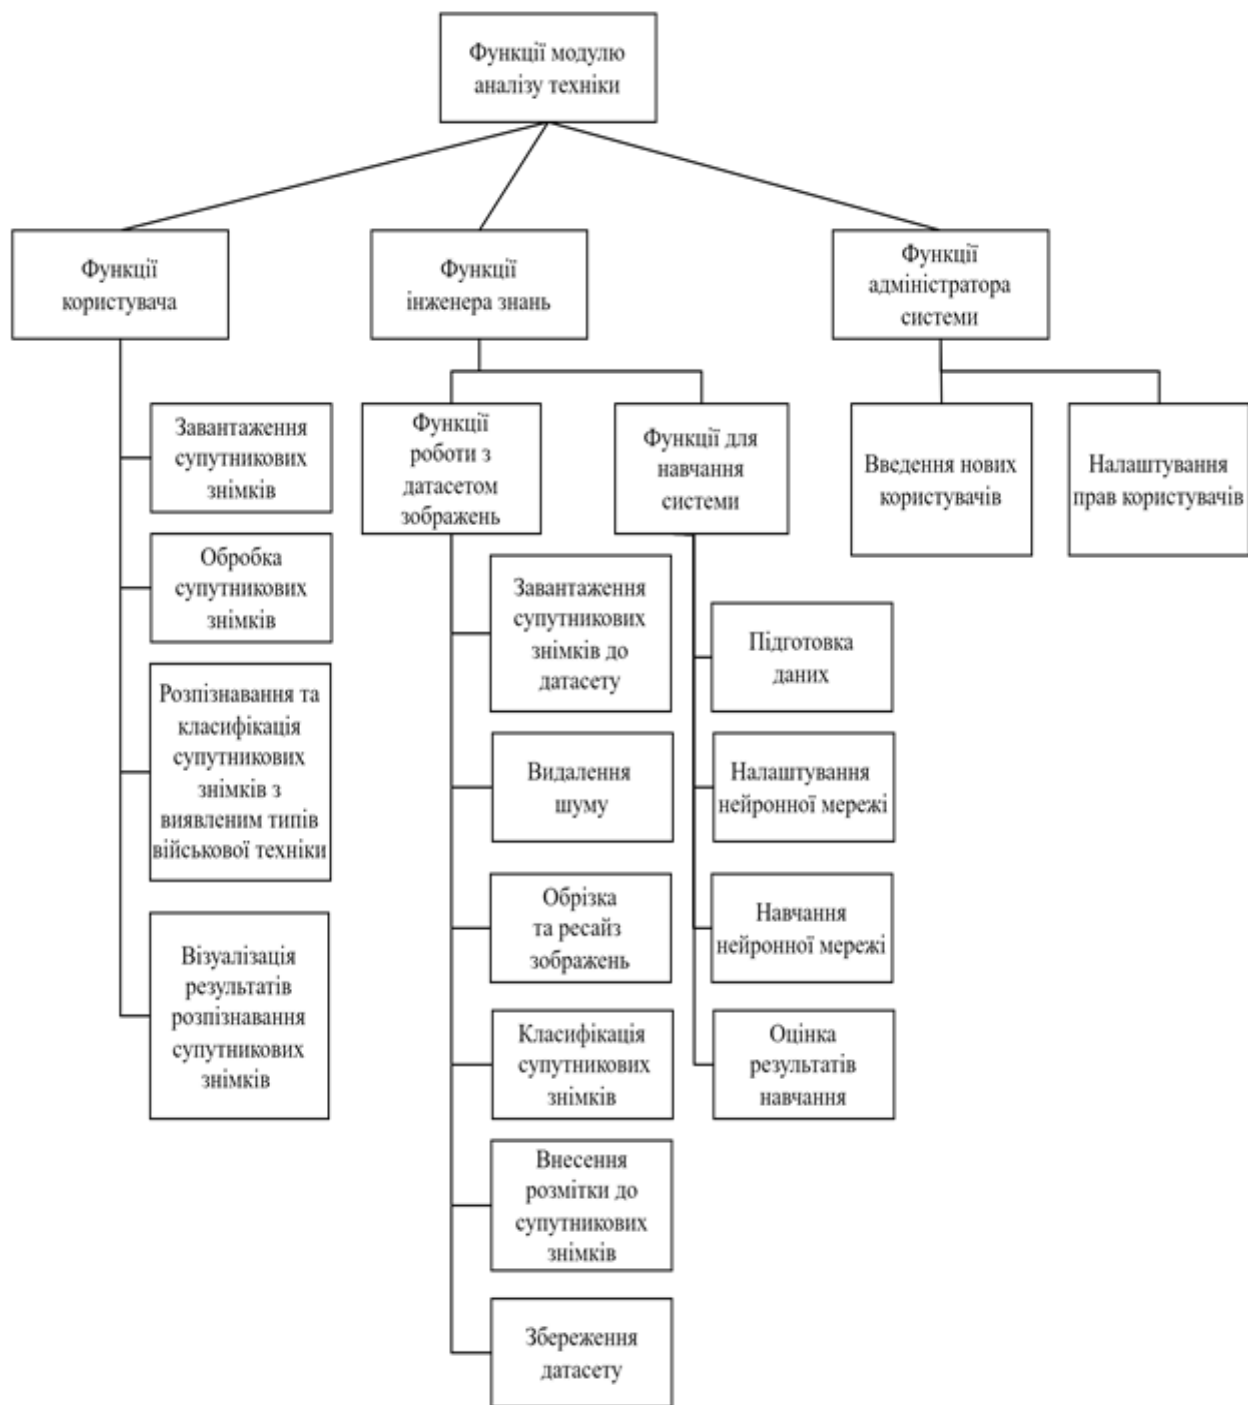 Функції модулю
аналізу техніки
Функції
користувача
Функції
інженера знань
Функції
адміністратора
системи
Завантаження
супутникових
знімків
Обробка
супутникових
знімків
Розпізнавання та
класифікація
супутникових
знімків з
виявленим типів
військової техніки
Візуалізація
результатів
розпізнавання
супутникових
знімків
Функції
роботи з
датасетом
зображень
Завантаження
супутникових
знімків до
датасету
Видалення
шуму
Обрізка
та ресайз
зображень
Класифікація
супутникових
знімків
Внесення
розмітки до
супутникових
знімків
Збереження
датасету
Функції для
навчання
системи
Підготовка
даних
Налаштування
нейронної мережі
Навчання
нейронної мережі
Оцінка
результатів
навчання
Введення нових
користувачів
Налаштування
прав користувачів